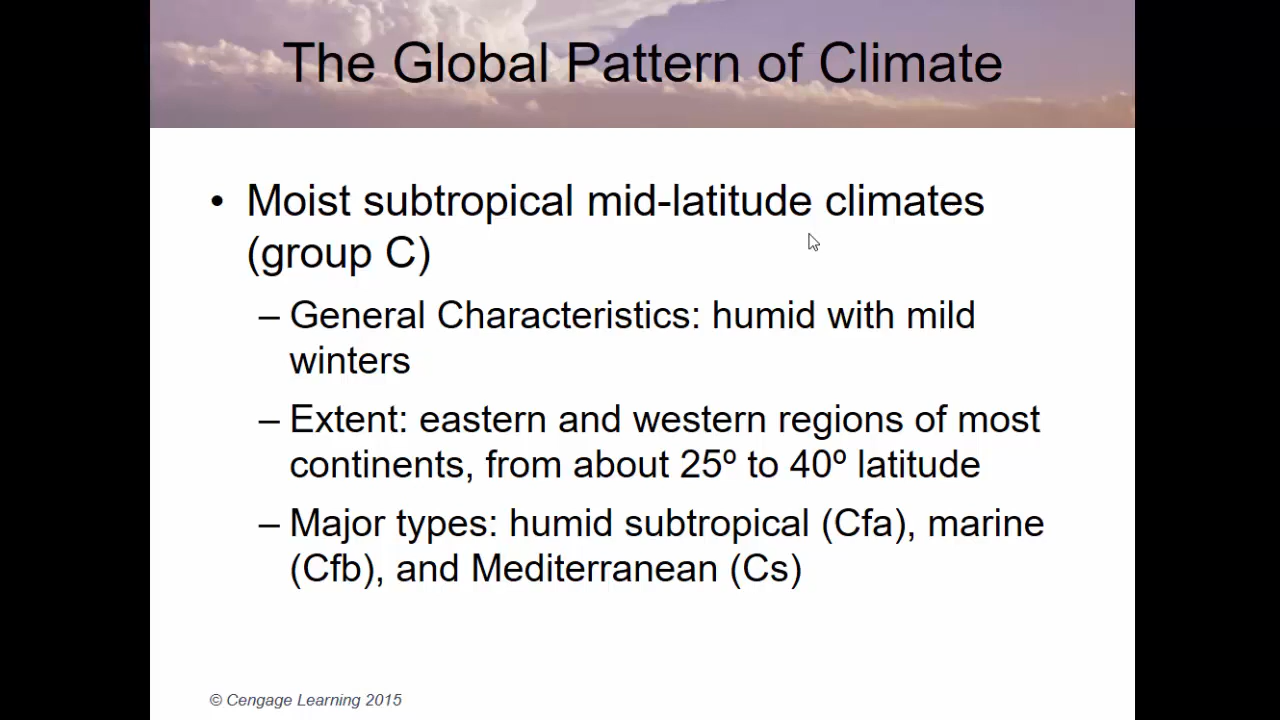 The Global Pattern of Climate
• Moist subtropical mid-latitude climates
(group C)
– General Characteristics: humid with mild
winters
– Extent: eastern and western regions of most
continents, from about 25º to 40º latitude
– Major types: humid subtropical (Cfa), marine
(Cfb), and Mediterranean (Cs)
© Cengage Learning 2015